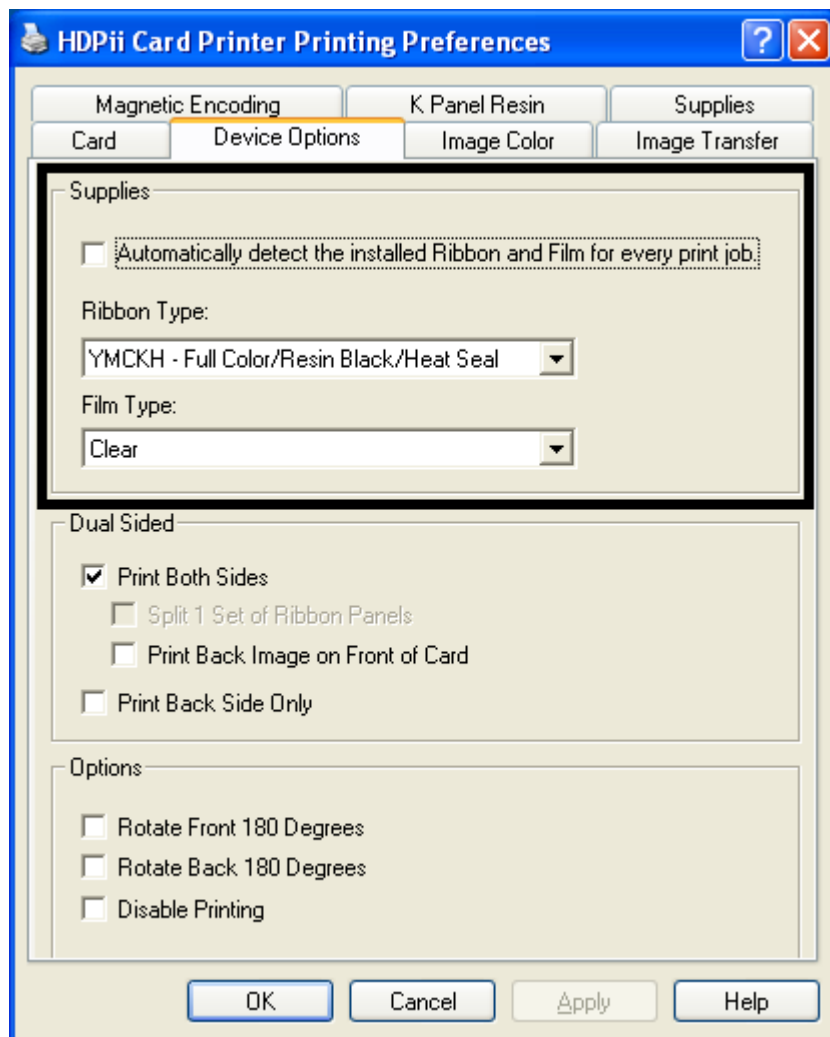 HDPii Card Printer Printing Preferences
Magnetic Encoding K Panel Resin Supplies
Card Device Options Image Color Image Transfer
Supplies
Automatically detect the installed Ribbon and Film for every print job.
Ribbon Type:
YMCKH - Full Color/Resin Black/Heat Seal
Film Type:
Clear
Dual Sided
Print Both Sides
Split 1 Set of Ribbon Panels
Print Back Image on Front of Card
Print Back Side Only
Options
Rotate Front 180 Degrees
Rotate Back 180 Degrees
Disable Printing
OK Cancel Apply Help